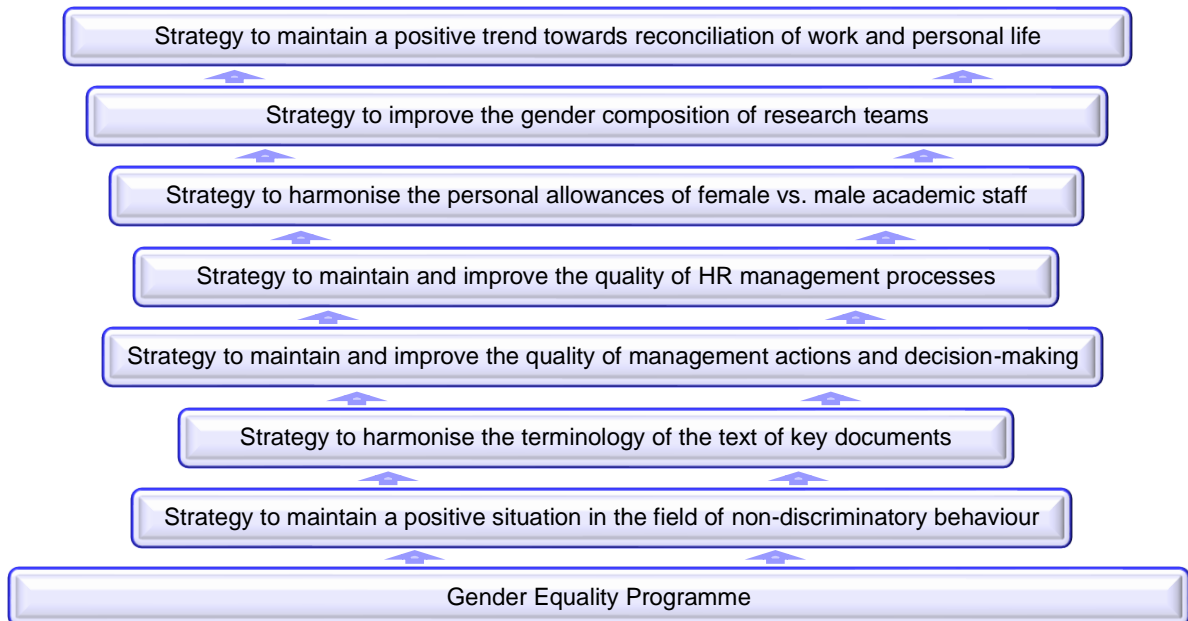 Strategy to maintain a positive trend towards reconciliation of work and personal life
Strategy to improve the gender composition of research teams
Strategy to harmonise the personal allowances of female vs. male academic staff
Strategy to maintain and improve the quality of HR management processes
Strategy to maintain and improve the quality of management actions and decision-making
Strategy to harmonise the terminology of the text of key documents
Strategy to maintain a positive situation in the field of non-discriminatory behaviour
Gender Equality Programme